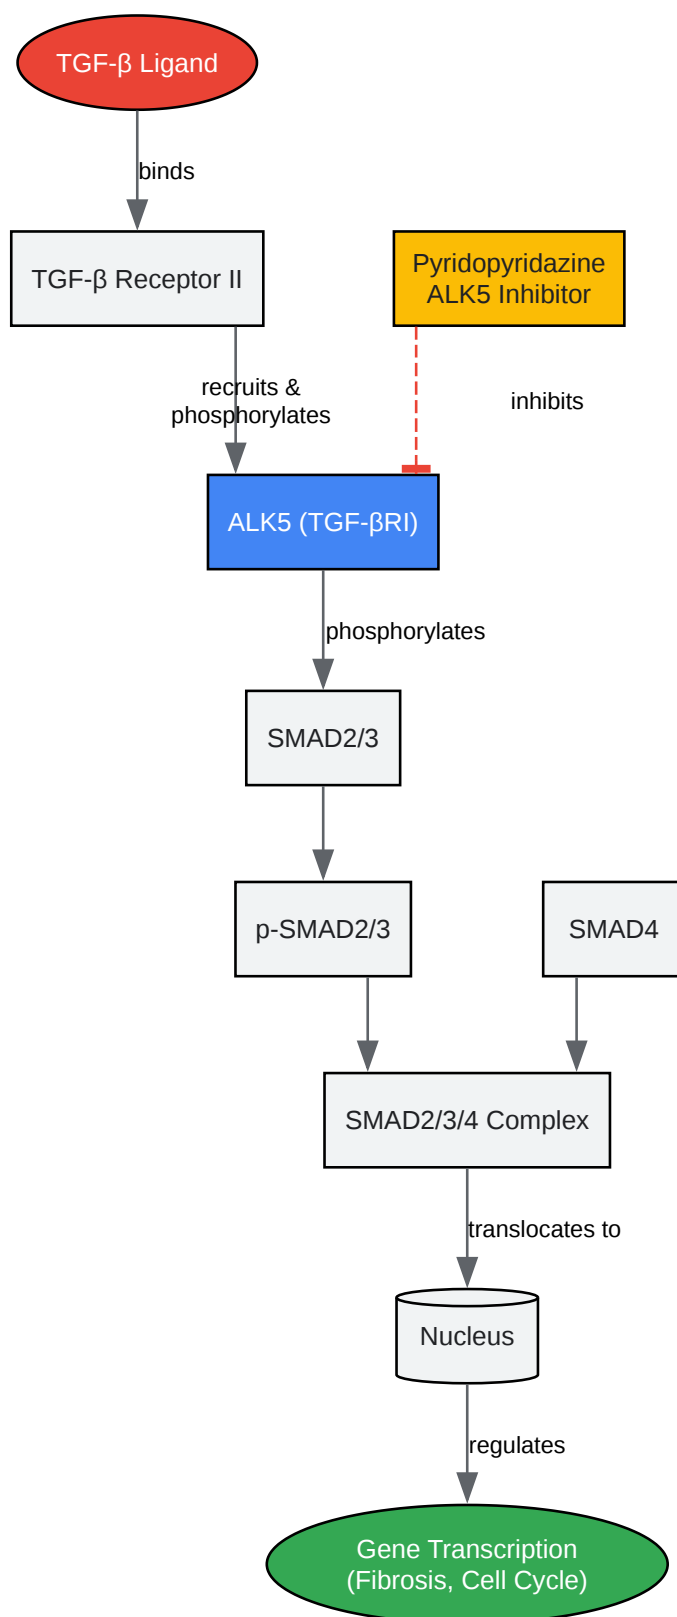 TGF-β Ligand
binds
TGF-β Receptor II
Pyridopyridazine
ALK5 Inhibitor
recruits &
phosphorylates
inhibits
ALK5 (TGF-βRI)
phosphorylates
SMAD2/3
p-SMAD2/3
SMAD4
SMAD2/3/4 Complex
translocates to
Nucleus
regulates
Gene Transcription
(Fibrosis, Cell Cycle)